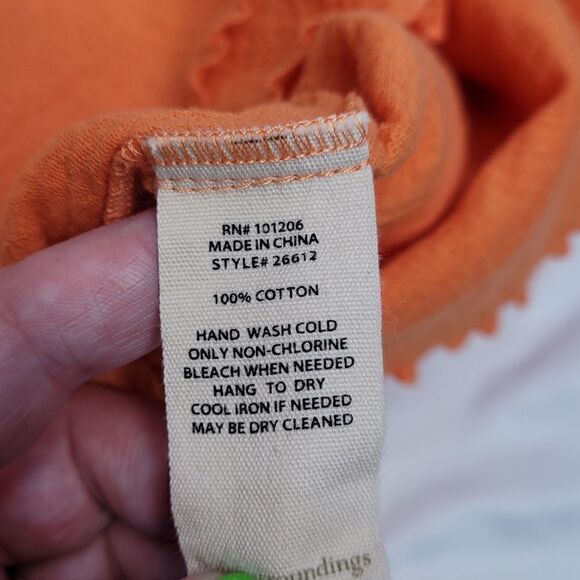 RN# 101206
MADE IN CHINA
STYLE# 26612
100% COTTON
HAND WASH COLD
ONLY NON-CHLORINE
BLEACH WHEN NEEDED
HANG TO DRY
COOL IRON IF NEEDED
MAY BE DRY CLEANED